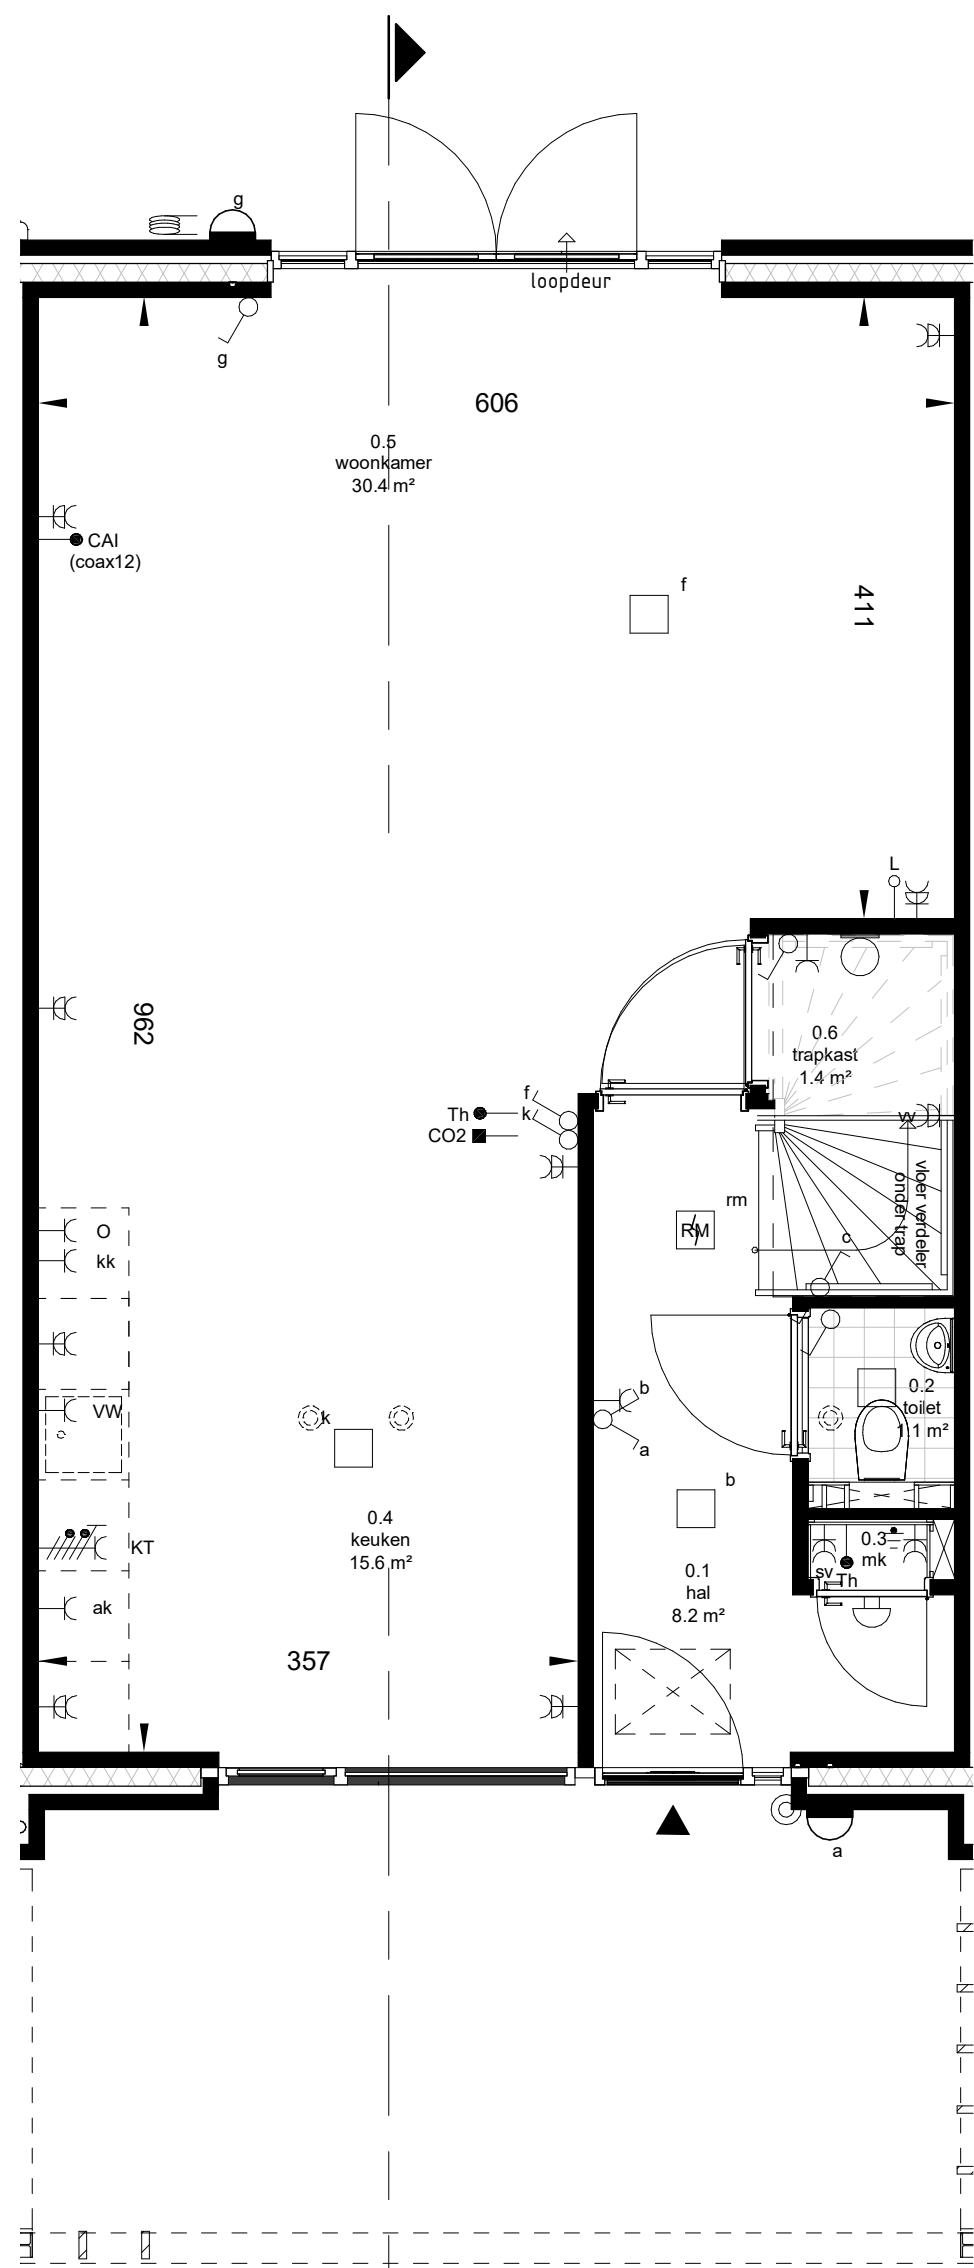 g
loopdeur
g
606
0.5
woonkamer
30.4 m²
CAI
(coax12)
f
411
L
962
0.6
trapkast
1.4 m²
f
Th
k
CO2
vv
rm
RM
vloer verdeler
onder trap
c
O
kk
b
VW
k
a
0.2
toilet
1.1 m²
b
0.4
keuken
15.6 m²
KT
0.3
mk
sv
Th
0.1
hal
8.2 m²
ak
357
a